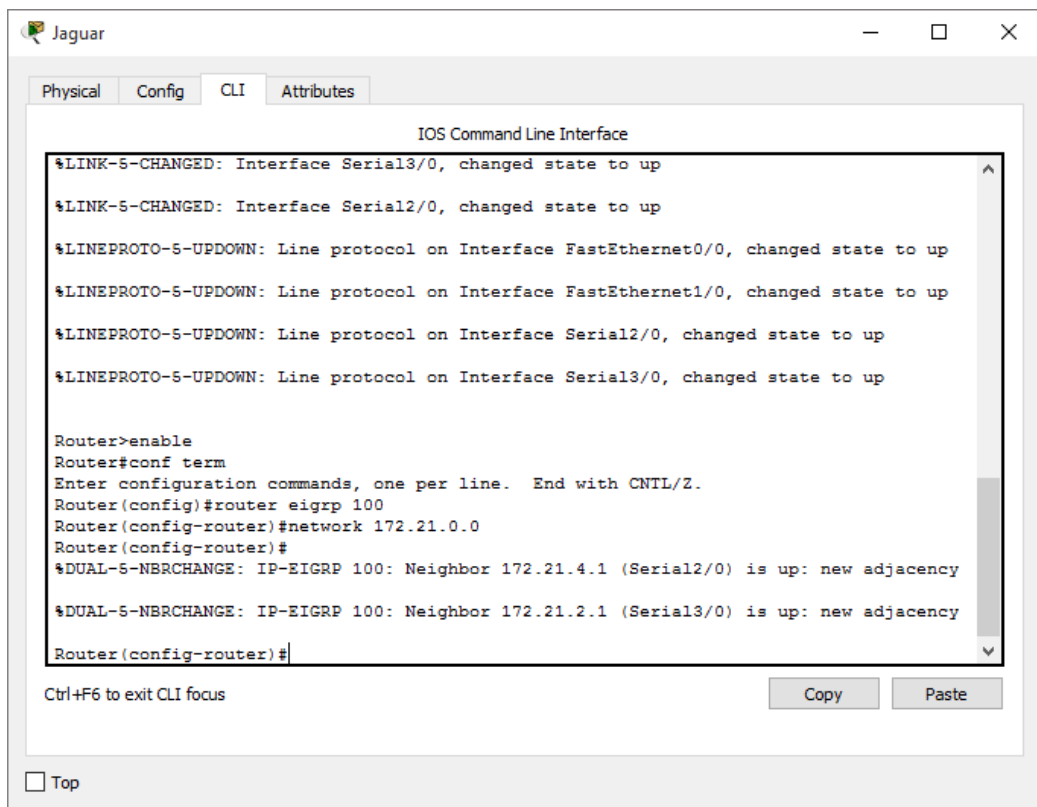 Jaguar
Physical Config CLI Attributes
IOS Command Line Interface
%LINK-5-CHANGED: Interface Serial3/0, changed state to up
%LINK-5-CHANGED: Interface Serial2/0, changed state to up
%LINEPROTO-5-UPDOWN: Line protocol on Interface FastEthernet0/0, changed state to up
%LINEPROTO-5-UPDOWN: Line protocol on Interface FastEthernet1/0, changed state to up
%LINEPROTO-5-UPDOWN: Line protocol on Interface Serial2/0, changed state to up
%LINEPROTO-5-UPDOWN: Line protocol on Interface Serial3/0, changed state to up
Router>enable
Router#conf term
Enter configuration commands, one per line.  End with CNTL/Z.
Router(config)#router eigrp 100
Router(config-router)#network 172.21.0.0
Router(config-router)#
%DUAL-5-NBRCHANGE: IP-EIGRP 100: Neighbor 172.21.4.1 (Serial2/0) is up: new adjacency
%DUAL-5-NBRCHANGE: IP-EIGRP 100: Neighbor 172.21.2.1 (Serial3/0) is up: new adjacency
Router(config-router)#
Ctrl+F6 to exit CLI focus Copy Paste
Top